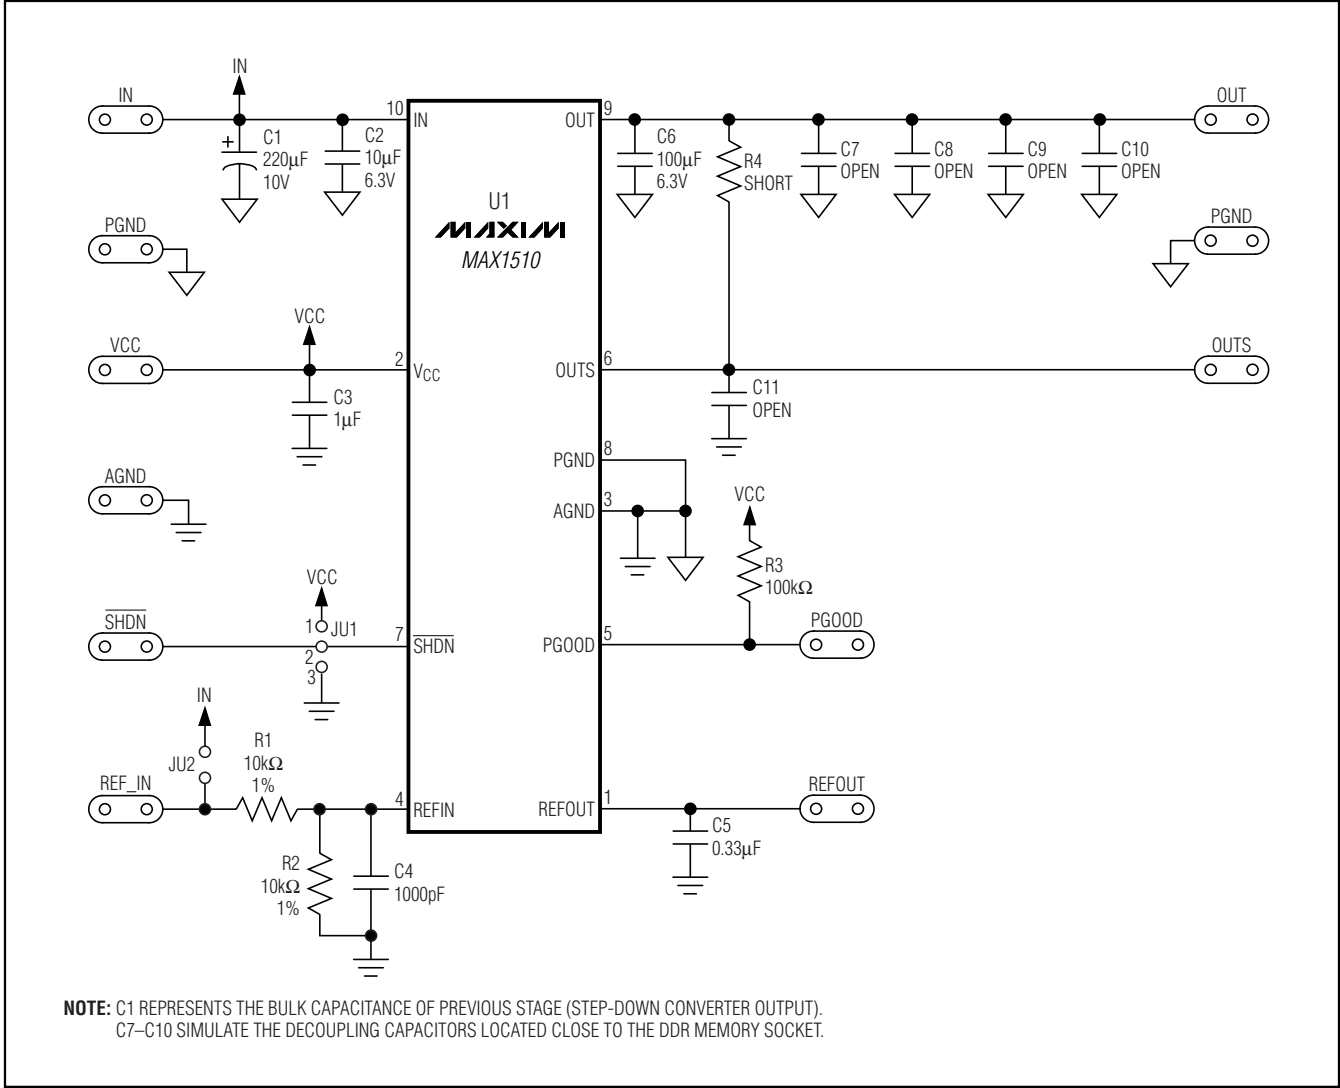 IN
IN
C1
220µF
10V
C2
10µF
6.3V
10
IN
PGND
VCC
VCC
2
VCC
C3
1µF
AGND
SHDN
VCC
1
JU1
2
3
7
SHDN
IN
JU2
REF_IN
R1
10kΩ
1%
4
REFIN
R2
10kΩ
1%
C4
1000pF
U1
MAXIM
MAX1510
OUT
9
C6
100µF
6.3V
R4
SHORT
C7
OPEN
C8
OPEN
C9
OPEN
C10
OPEN
OUT
PGND
OUTS
6
OUTS
C11
OPEN
PGND
8
AGND
3
VCC
R3
100kΩ
PGOOD
5
PGOOD
REFOUT
1
REFOUT
C5
0.33µF
NOTE: C1 REPRESENTS THE BULK CAPACITANCE OF PREVIOUS STAGE (STEP-DOWN CONVERTER OUTPUT).
C7–C10 SIMULATE THE DECOUPLING CAPACITORS LOCATED CLOSE TO THE DDR MEMORY SOCKET.